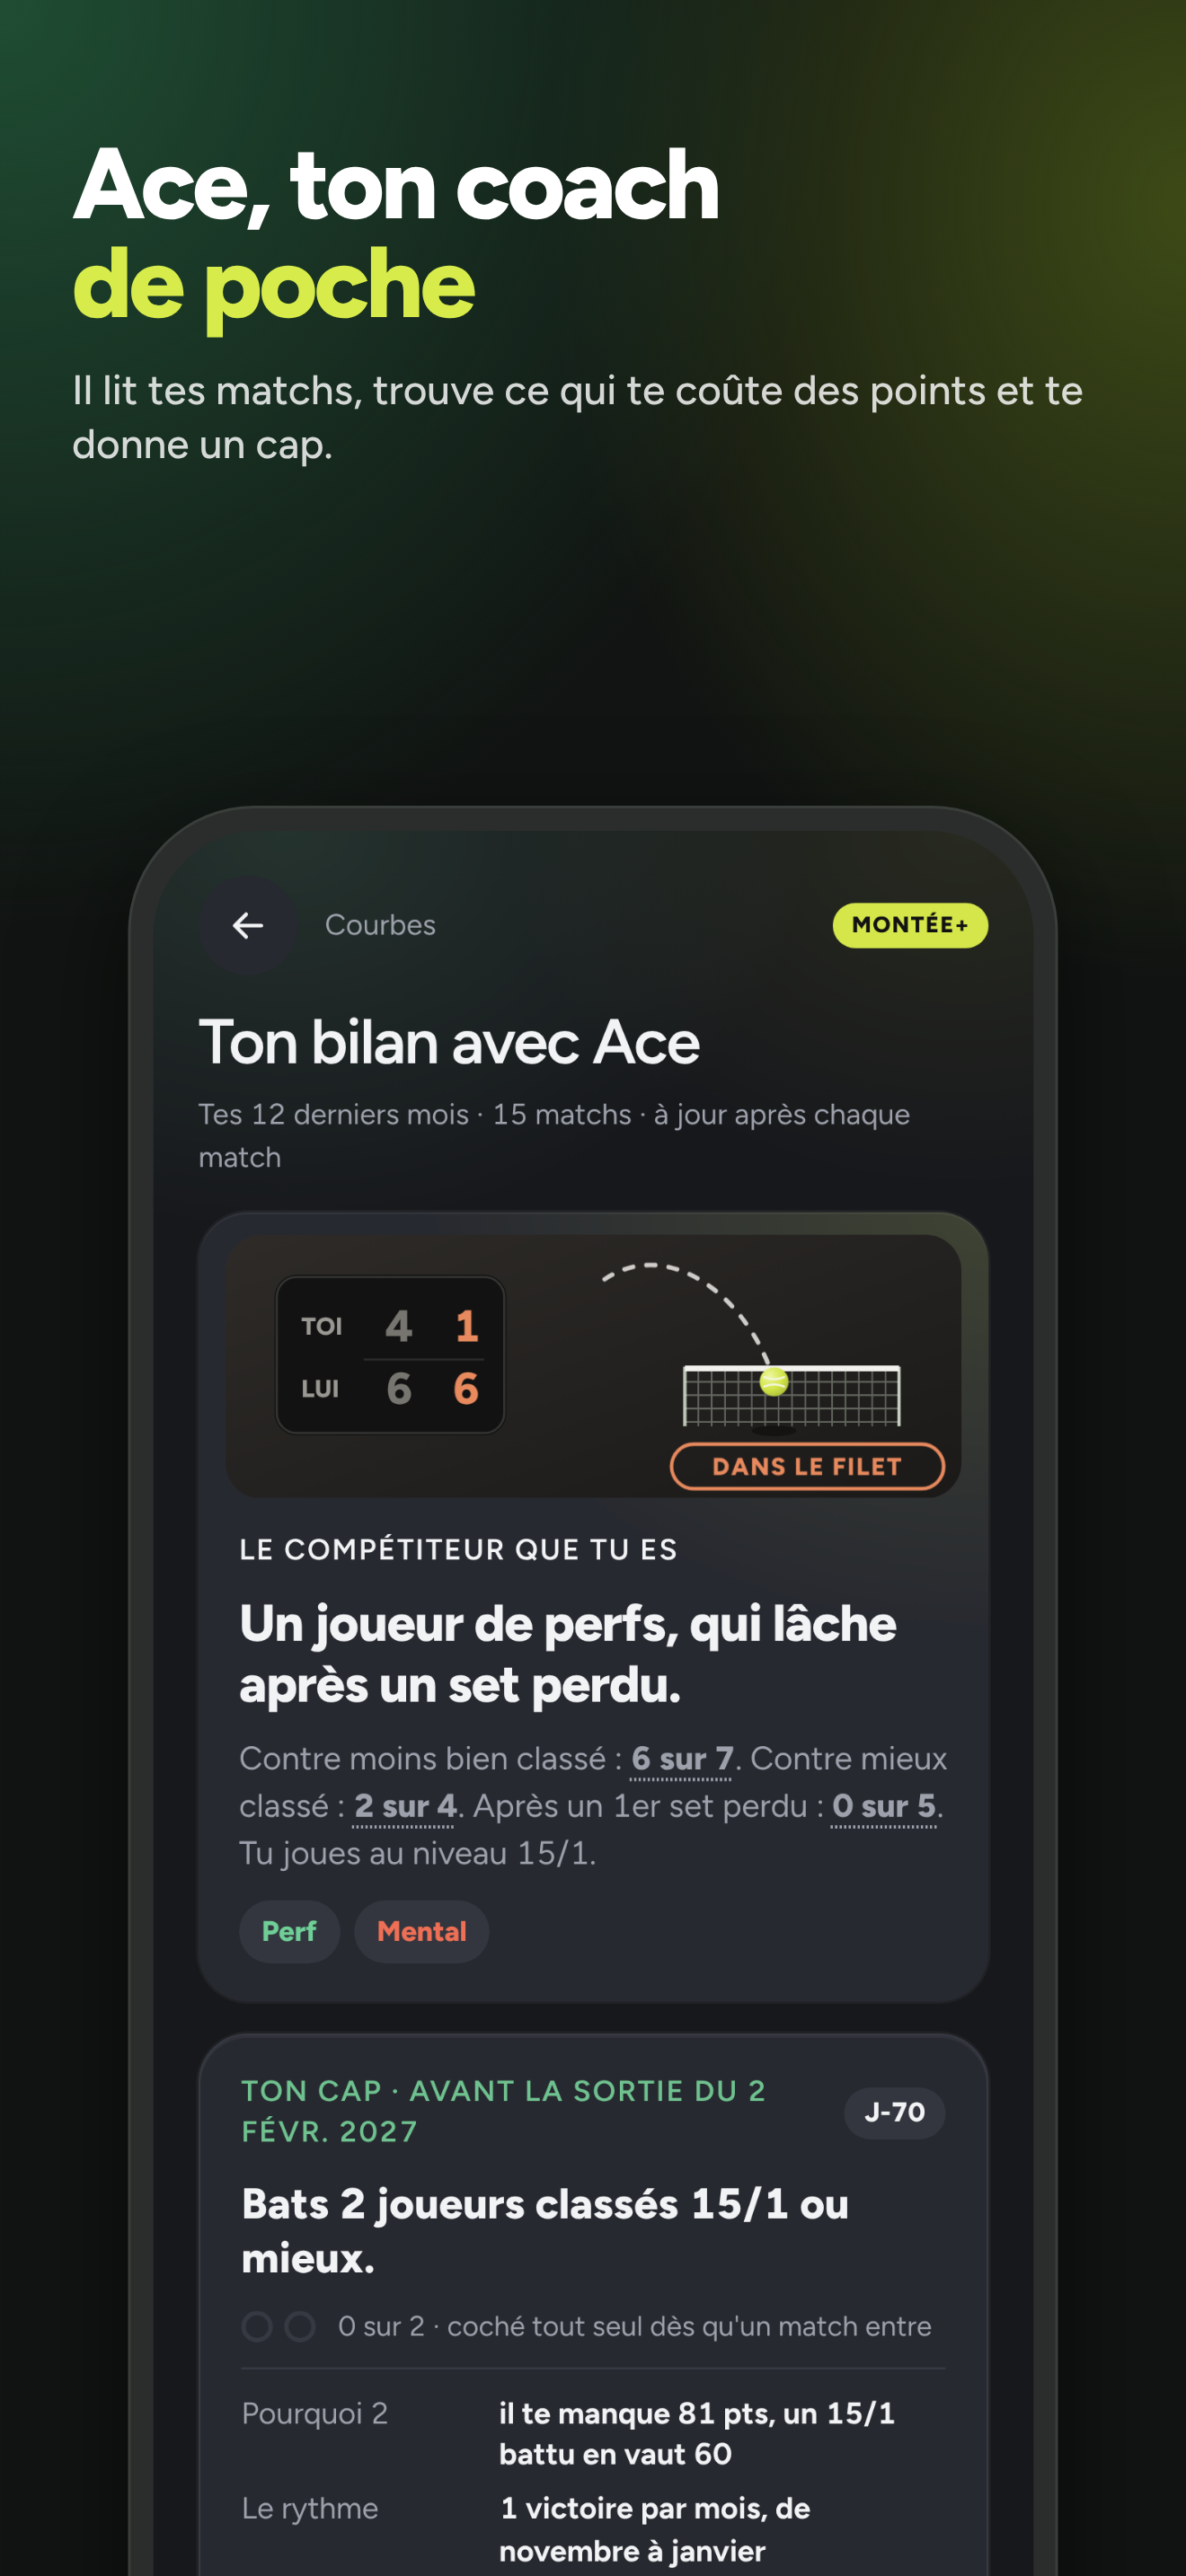 Ace, ton coach
de poche
Il lit tes matchs, trouve ce qui te coûte des points et te
donne un cap.
Courbes
MONTÉE+
Ton bilan avec Ace
Tes 12 derniers mois · 15 matchs · à jour après chaque
match
TOI 4 1
LUI 6 6
DANS LE FILET
LE COMPÉTITEUR QUE TU ES
Un joueur de perfs, qui lâche
après un set perdu.
Contre moins bien classé : 6 sur 7. Contre mieux
classé : 2 sur 4. Après un 1er set perdu : 0 sur 5.
Tu joues au niveau 15/1.
Perf
Mental
TON CAP · AVANT LA SORTIE DU 2
FÉVR. 2027
J-70
Bats 2 joueurs classés 15/1 ou
mieux.
0 sur 2 · coché tout seul dès qu'un match entre
Pourquoi 2
il te manque 81 pts, un 15/1
battu en vaut 60
Le rythme
1 victoire par mois, de
novembre à janvier